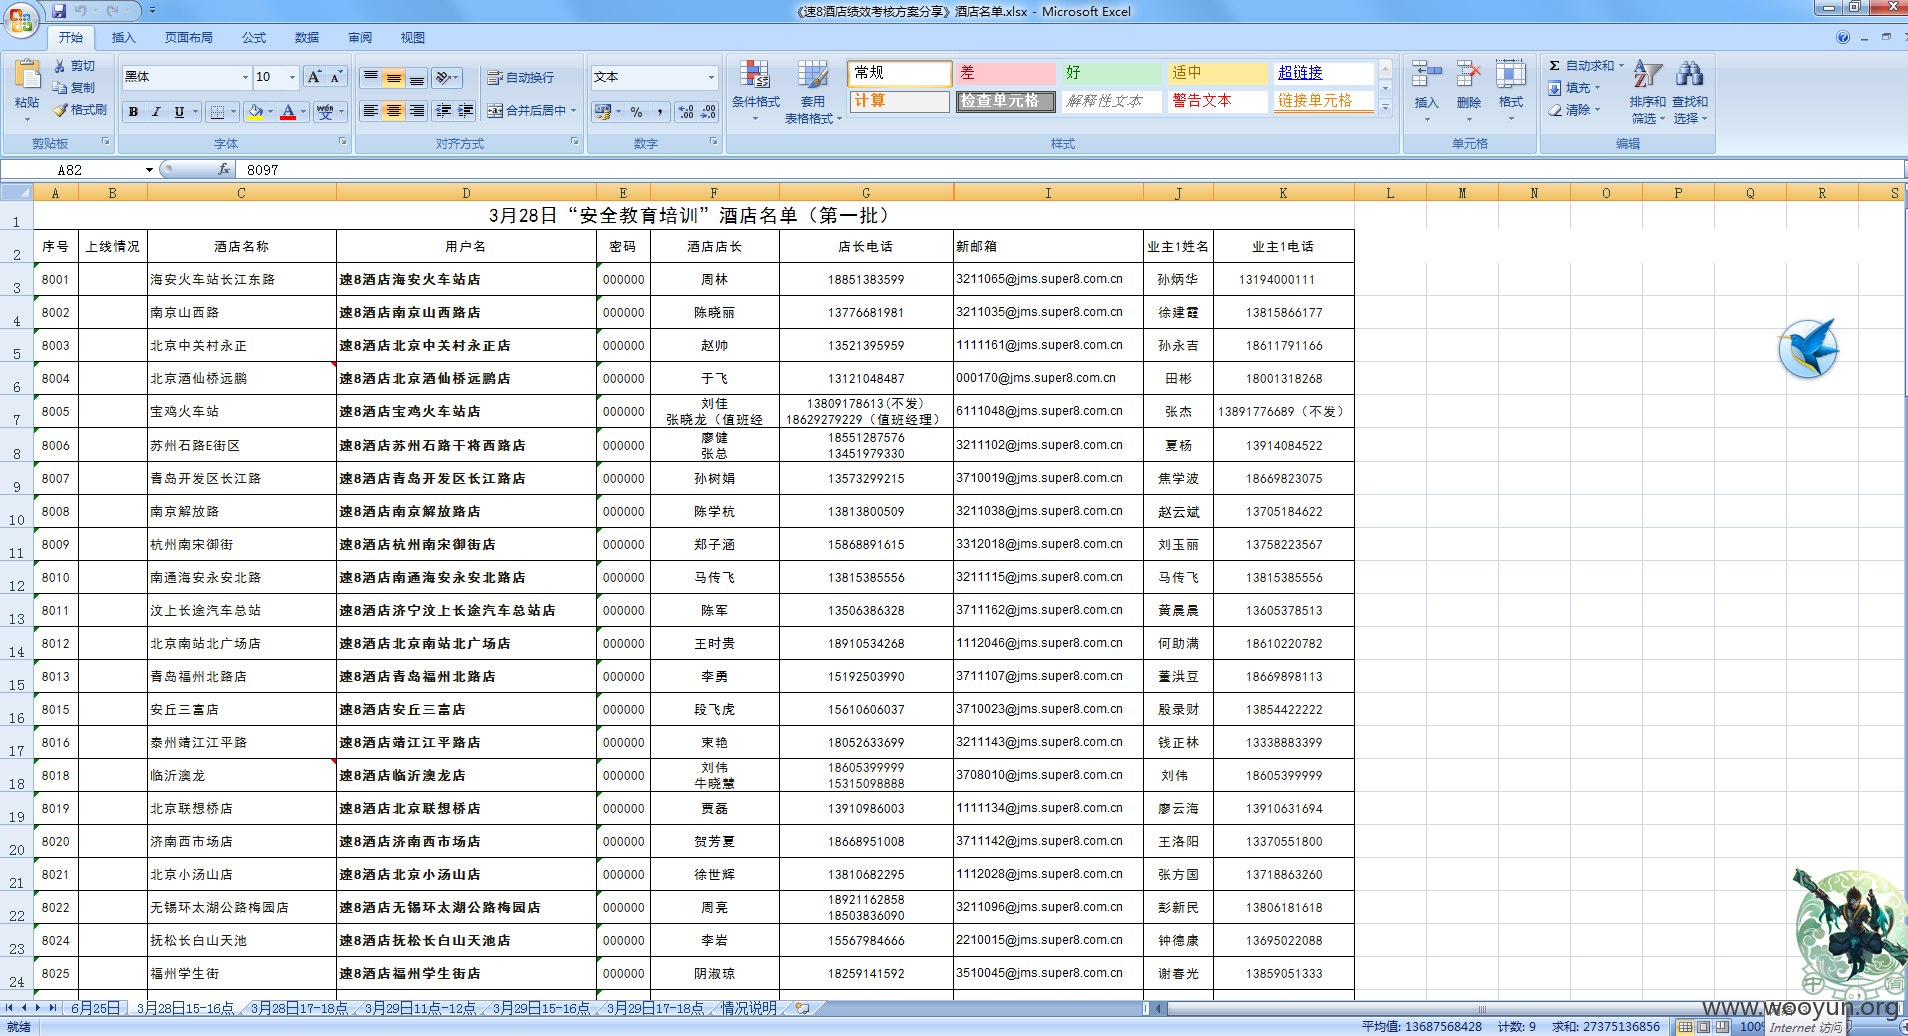 《速8酒店绩效考核方案分享》酒店名单.xlsx - Microsoft Excel
开始 插入 页面布局 公式 数据 审阅 视图
粘贴 剪切 复制 格式刷 剪贴板
黑体 10 B I U 字体
自动换行 合并后居中 对齐方式
文本 % , 数字
条件格式 套用表格格式 常规 差 好 适中 超链接
计算 检查单元格 解释性文本 警告文本 链接单元格 样式
插入 删除 格式 单元格
Σ 自动求和 填充 清除 排序和筛选 查找和选择 编辑
A82 fx 8097
A B C D E F G I J K L M N O P Q R S
1 3月28日“安全教育培训”酒店名单（第一批）
2 序号 上线情况 酒店名称 用户名 密码 酒店店长 店长电话 新邮箱 业主1姓名 业主1电话
3 8001 海安火车站长江东路 速8酒店海安火车站店 000000 周林 18851383599 3211065@jms.super8.com.cn 孙炳华 13194000111
4 8002 南京山西路 速8酒店南京山西路店 000000 陈晓丽 13776681981 3211035@jms.super8.com.cn 徐建霞 13815866177
5 8003 北京中关村永正 速8酒店北京中关村永正店 000000 赵帅 13521395959 1111161@jms.super8.com.cn 孙永吉 18611791166
6 8004 北京酒仙桥远鹏 速8酒店北京酒仙桥远鹏店 000000 于飞 13121048487 000170@jms.super8.com.cn 田彬 18001318268
7 8005 宝鸡火车站 速8酒店宝鸡火车站店 000000 刘佳 张晓龙（值班经 13809178613(不发) 18629279229（值班经理） 6111048@jms.super8.com.cn 张杰 13891776689（不发）
8 8006 苏州石路E街区 速8酒店苏州石路干将西路店 000000 廖健 张总 18551287576 13451979330 3211102@jms.super8.com.cn 夏杨 13914084522
9 8007 青岛开发区长江路 速8酒店青岛开发区长江路店 000000 孙树娟 13573299215 3710019@jms.super8.com.cn 焦学波 18669823075
10 8008 南京解放路 速8酒店南京解放路店 000000 陈学杭 13813800509 3211038@jms.super8.com.cn 赵云斌 13705184622
11 8009 杭州南宋御街 速8酒店杭州南宋御街店 000000 郑子涵 15868891615 3312018@jms.super8.com.cn 刘玉丽 13758223567
12 8010 南通海安永安北路 速8酒店南通海安永安北路店 000000 马传飞 13815385556 3211115@jms.super8.com.cn 马传飞 13815385556
13 8011 汶上长途汽车总站 速8酒店济宁汶上长途汽车总站店 000000 陈军 13506386328 3711162@jms.super8.com.cn 黄晨晨 13605378513
14 8012 北京南站北广场店 速8酒店北京南站北广场店 000000 王时贵 18910534268 1112046@jms.super8.com.cn 何助满 18610220782
15 8013 青岛福州北路店 速8酒店青岛福州北路店 000000 李勇 15192503990 3711107@jms.super8.com.cn 董洪豆 18669898113
16 8015 安丘三富店 速8酒店安丘三富店 000000 段飞虎 15610606037 3710023@jms.super8.com.cn 殷录财 13854422222
17 8016 泰州靖江江平路 速8酒店靖江江平路店 000000 束艳 18052633699 3211143@jms.super8.com.cn 钱正林 13338883399
18 8018 临沂澳龙 速8酒店临沂澳龙店 000000 刘伟 牛晓慧 18605399999 15315098888 3708010@jms.super8.com.cn 刘伟 18605399999
19 8019 北京联想桥店 速8酒店北京联想桥店 000000 贾磊 13910986003 1111134@jms.super8.com.cn 廖云海 13910631694
20 8020 济南西市场店 速8酒店济南西市场店 000000 贺芳夏 18668951008 3711142@jms.super8.com.cn 王洛阳 13370551800
21 8021 北京小汤山店 速8酒店北京小汤山店 000000 徐世辉 13810682295 1112028@jms.super8.com.cn 张方国 13718863260
22 8022 无锡环太湖公路梅园店 速8酒店无锡环太湖公路梅园店 000000 周亮 18921162858 18503836090 3211096@jms.super8.com.cn 彭新民 13806181618
23 8024 抚松长白山天池 速8酒店抚松长白山天池店 000000 李岩 15567984666 2210015@jms.super8.com.cn 钟德康 13695022088
24 8025 福州学生街 速8酒店福州学生街店 000000 阴淑琼 18259141592 3510045@jms.super8.com.cn 谢春光 13859051333
6月25日 3月28日15-16点 3月28日17-18点 3月29日11点-12点 3月29日15-16点 3月29日17-18点 情况说明
www.wooyun.org
就绪 平均值: 13687568428 计数: 9 求和: 27375136856 100% Internet 访问